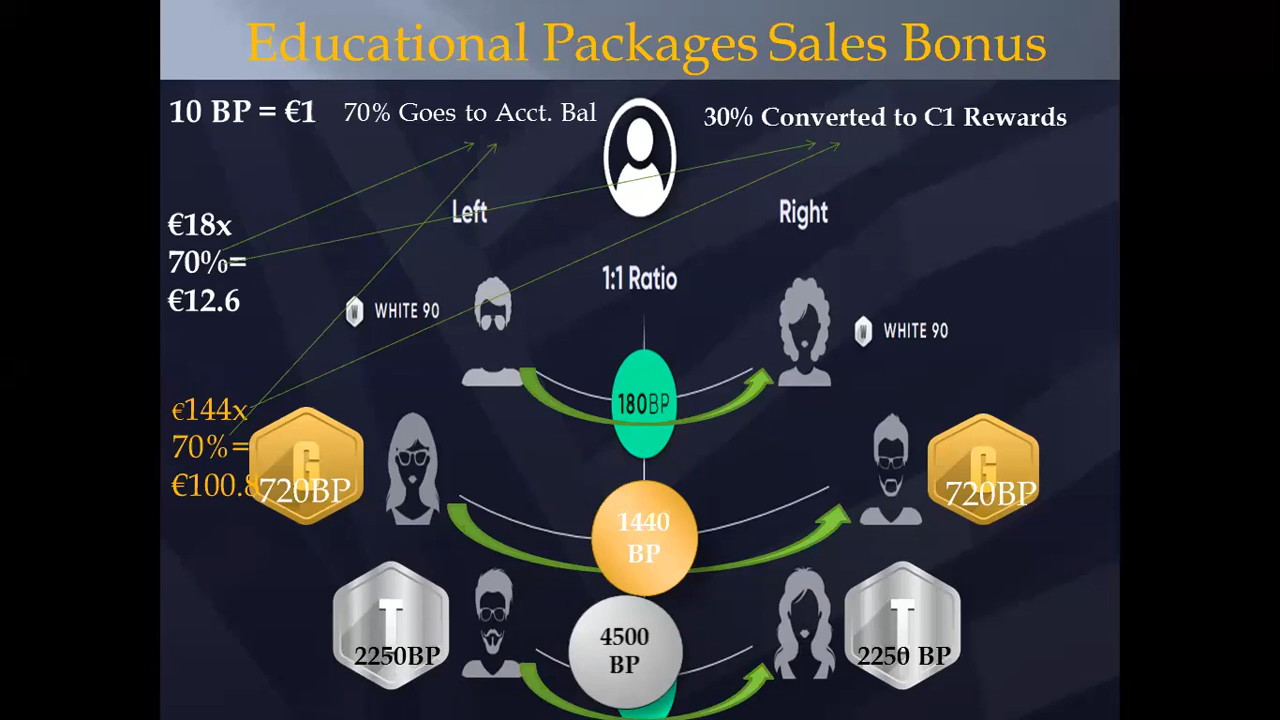 Educational Packages Sales Bonus
10 BP = €1
70% Goes to Acct. Bal
30% Converted to C1 Rewards
Left
Right
€18x
70%=
€12.6
1:1 Ratio
W
WHITE 90
W
WHITE 90
180BP
€144x
70%=
€100.8
G
720BP
G
720BP
1440
BP
T
2250BP
4500
BP
T
2250 BP